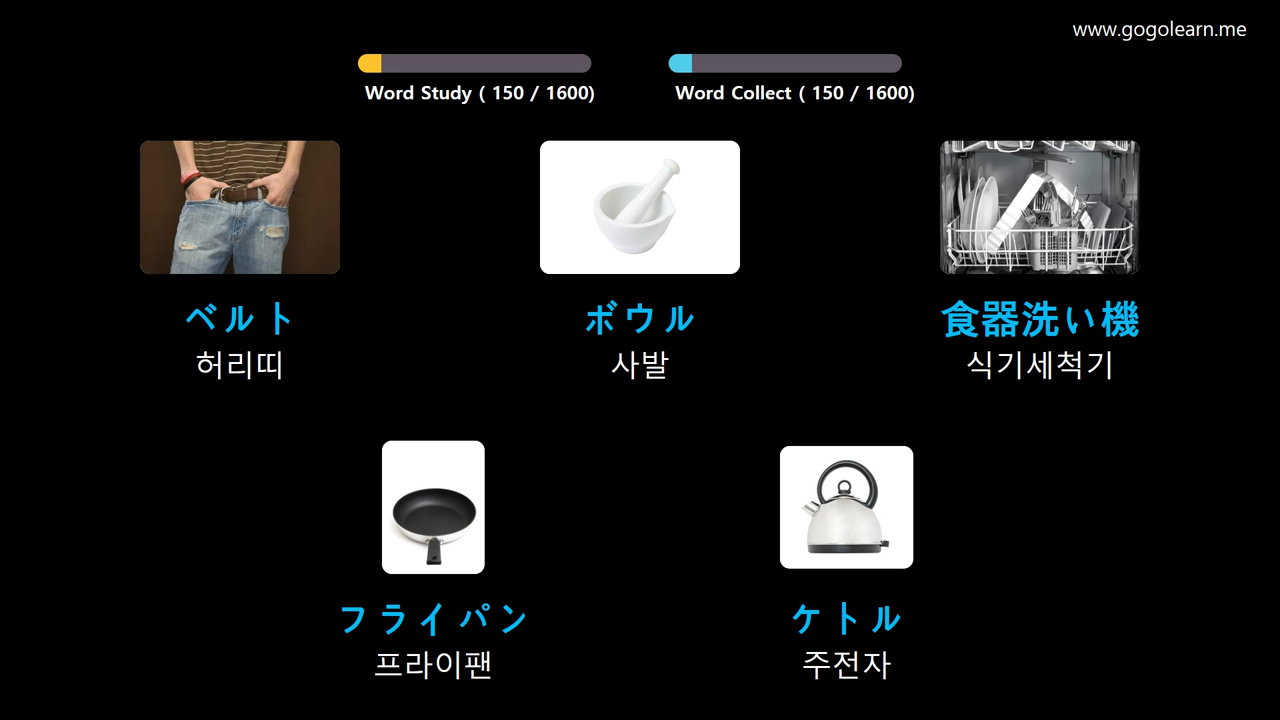 www.gogolearn.me
Word Study ( 150 / 1600)
Word Collect ( 150 / 1600)
ベルト
허리띠
ボウル
사발
食器洗い機
식기세척기
フライパン
프라이팬
ケトル
주전자